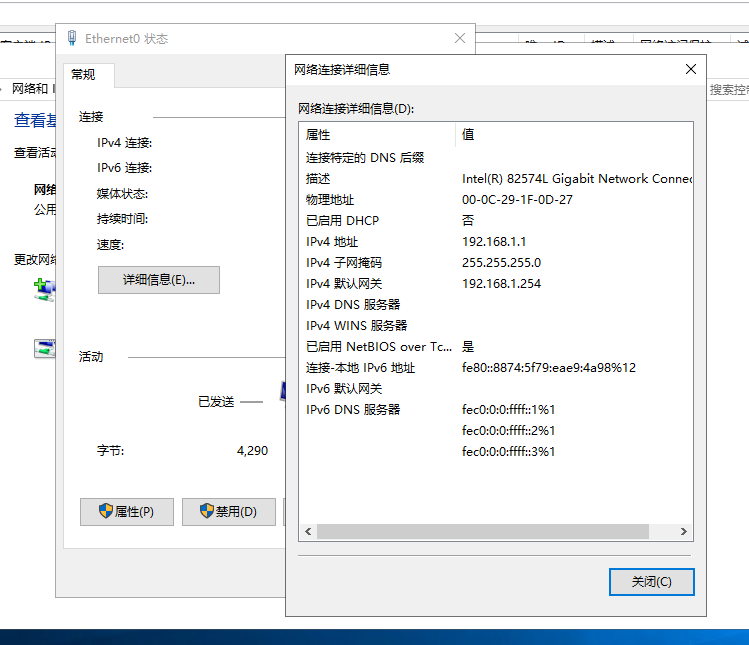 Ethernet0 状态
网络连接详细信息
常规
网络和
搜索控
网络连接详细信息(D):
查看
连接
属性 值
IPv4 连接:
查看活动
连接特定的 DNS 后缀
IPv6 连接:
描述 Intel(R) 82574L Gigabit Network Connec
网络
媒体状态:
物理地址 00-0C-29-1F-0D-27
公用
持续时间:
已启用 DHCP 否
速度:
IPv4 地址 192.168.1.1
更改网络
IPv4 子网掩码 255.255.255.0
详细信息(E)...
IPv4 默认网关 192.168.1.254
IPv4 DNS 服务器
IPv4 WINS 服务器
已启用 NetBIOS over Tc... 是
活动
连接-本地 IPv6 地址 fe80::8874:5f79:eae9:4a98%12
IPv6 默认网关
已发送
IPv6 DNS 服务器 fec0:0:0:ffff::1%1
fec0:0:0:ffff::2%1
字节: 4,290
fec0:0:0:ffff::3%1
属性(P)
禁用(D)
关闭(C)